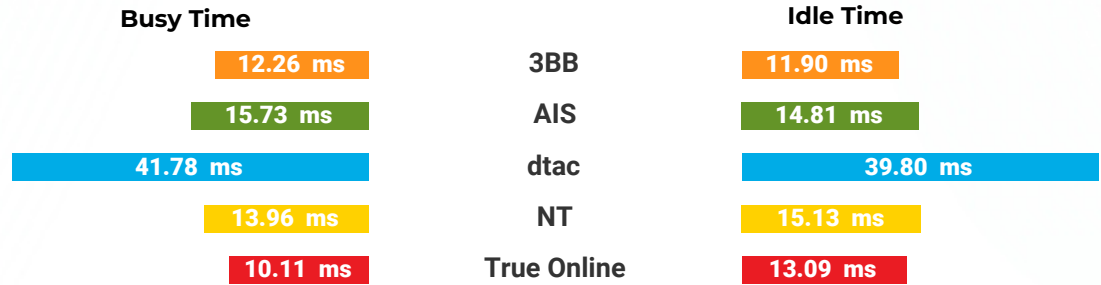 Busy Time Idle Time
12.26 ms 3BB 11.90 ms
15.73 ms AIS 14.81 ms
41.78 ms dtac 39.80 ms
13.96 ms NT 15.13 ms
10.11 ms True Online 13.09 ms